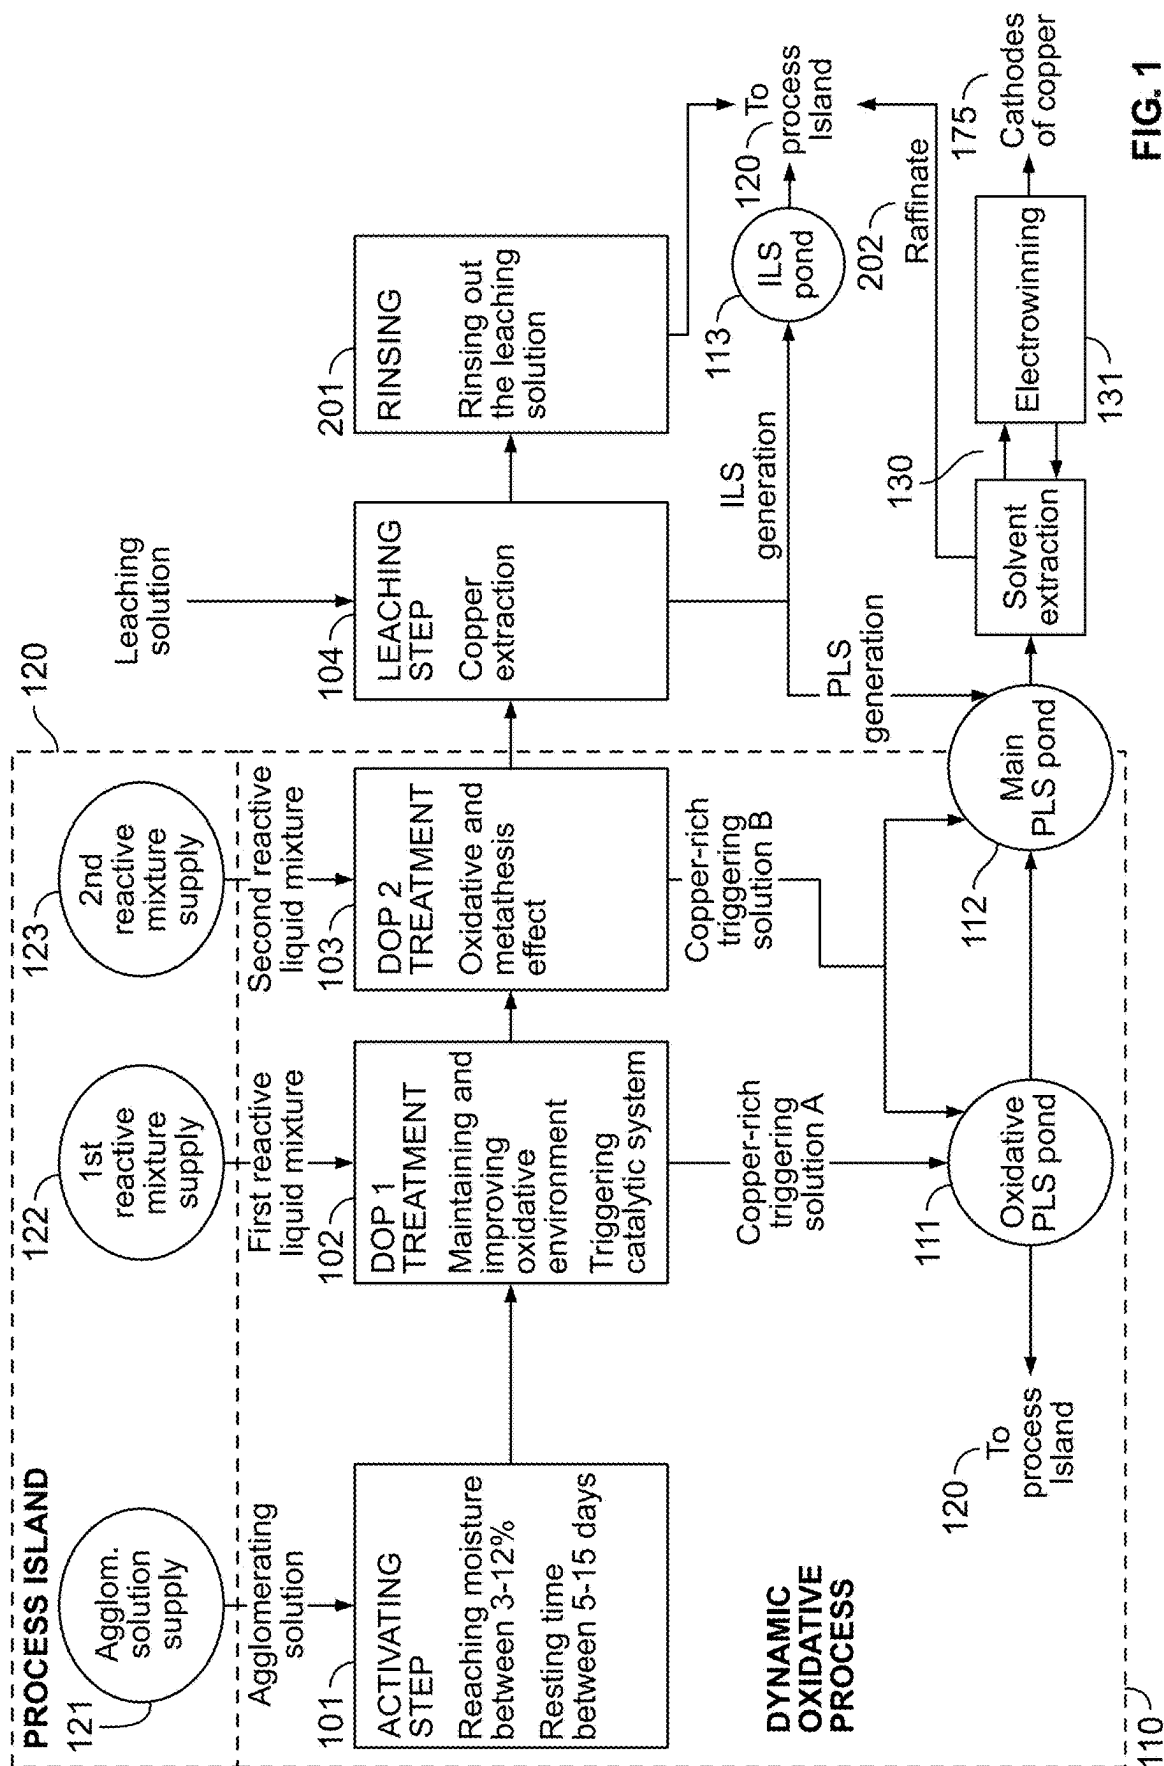 PROCESS ISLAND
120
121
Agglom.
solution
supply
122
1st
reactive
mixture
supply
123
2nd
reactive
mixture
supply
Leaching
solution
Agglomerating
solution
First reactive
liquid mixture
Second reactive
liquid mixture
101
ACTIVATING
STEP
Reaching moisture
between 3-12%
Resting time
between 5-15 days
102
DOP 1
TREATMENT
Maintaining and
improving
oxidative
environment
Triggering
catalytic system
103
DOP 2
TREATMENT
Oxidative and
metathesis
effect
104
LEACHING
STEP
Copper
extraction
201
RINSING
Rinsing out
the leaching
solution
DYNAMIC
OXIDATIVE
PROCESS
Copper-rich
triggering
solution A
Copper-rich
triggering
solution B
ILS
generation
PLS
generation
113
ILS
pond
120
To
process
Island
202
Raffinate
120
To
process
Island
111
Oxidative
PLS pond
112
Main
PLS pond
Solvent
extraction
130
Electrowinning
131
175
Cathodes
of copper
110
FIG. 1